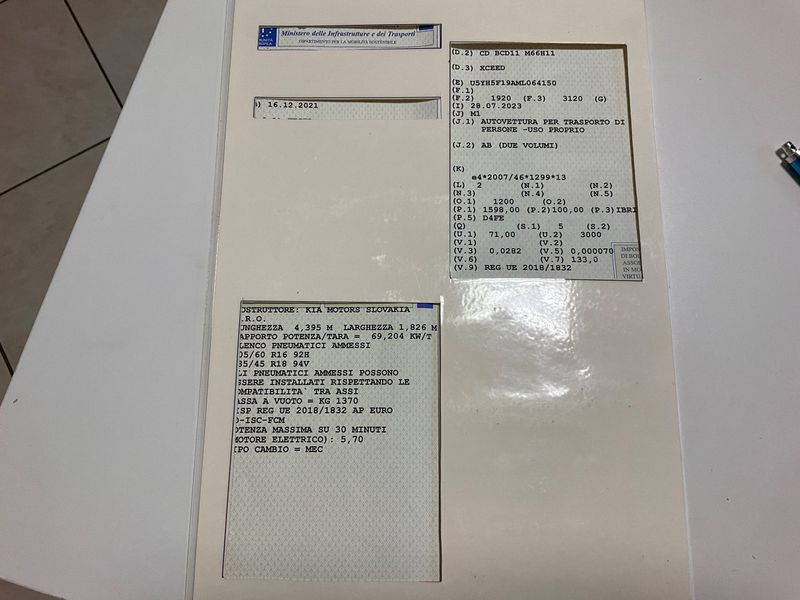 Ministero delle Infrastrutture e dei Trasporti
DIPARTIMENTO PER LA MOBILITÀ SOSTENIBILE
) 16.12.2021
(D.2) CD BCD11 M66H11
(D.3) XCEED
(E) U5YH5F19AML064150
(F.1)
(F.2) 1920 (F.3) 3120 (G)
(I) 28.07.2023
(J) M1
(J.1) AUTOVETTURA PER TRASPORTO DI
PERSONE -USO PROPRIO
(J.2) AB (DUE VOLUMI)
(K)
e4*2007/46*1299*13
(L) 2 (N.1) (N.2)
(N.3) (N.4) (N.5)
(O.1) 1200 (O.2)
(P.1) 1598,00 (P.2)100,00 (P.3)IBRI
(P.5) D4FE
(Q) (S.1) 5 (S.2)
(U.1) 71,00 (U.2) 3000
(V.1) (V.2)
(V.3) 0,0282 (V.5) 0,000070
(V.6) (V.7) 133,0
(V.9) REG UE 2018/1832
IMPOS
DI BOL
ASSOL
IN MO
VIRTU
OSTRUTTORE: KIA MOTORS SLOVAKIA
.R.O.
UNGHEZZA 4,395 M LARGHEZZA 1,826 M
APPORTO POTENZA/TARA = 69,204 KW/T
LENCO PNEUMATICI AMMESSI
05/60 R16 92H
35/45 R18 94V
LI PNEUMATICI AMMESSI POSSONO
SSERE INSTALLATI RISPETTANDO LE
OMPATIBILITA` TRA ASSI
ASSA A VUOTO = KG 1370
ISP REG UE 2018/1832 AP EURO
D-ISC-FCM
OTENZA MASSIMA SU 30 MINUTI
MOTORE ELETTRICO): 5,70
IPO CAMBIO = MEC